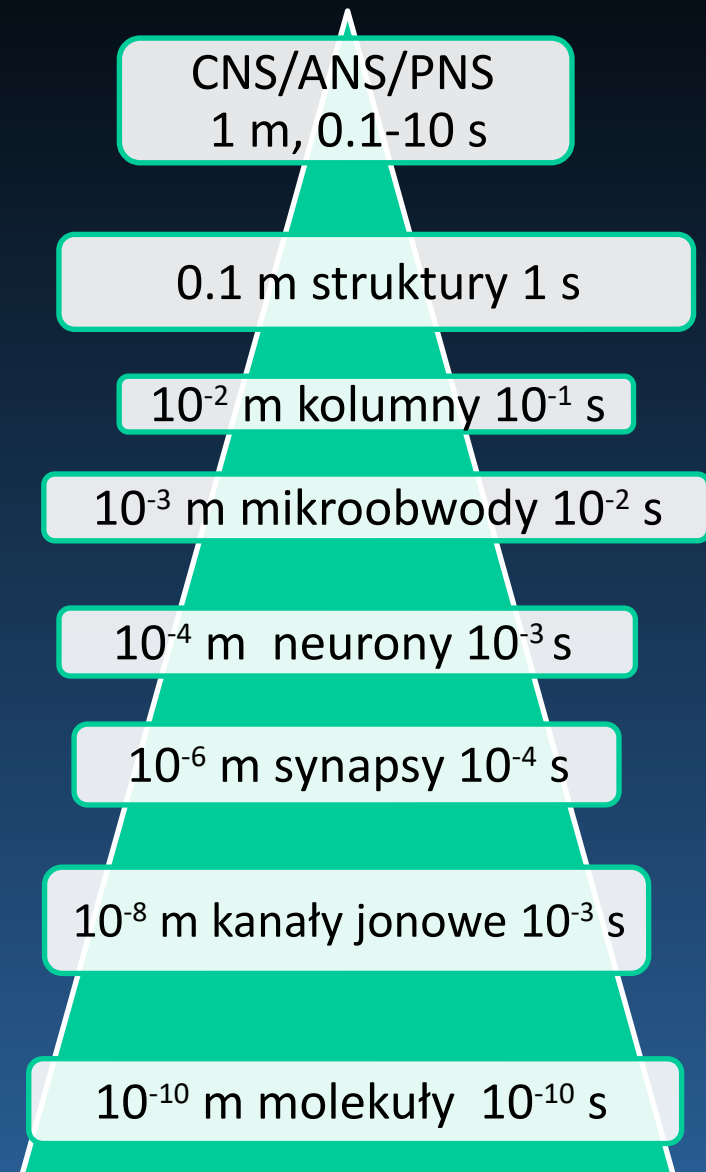 CNS/ANS/PNS
1 m, 0.1-10 s
0.1 m struktury 1 s
10⁻² m kolumny 10⁻¹ s
10⁻³ m mikroobwody 10⁻² s
10⁻⁴ m neurony 10⁻³ s
10⁻⁶ m synapsy 10⁻⁴ s
10⁻⁸ m kanały jonowe 10⁻³ s
10⁻¹⁰ m molekuły 10⁻¹⁰ s